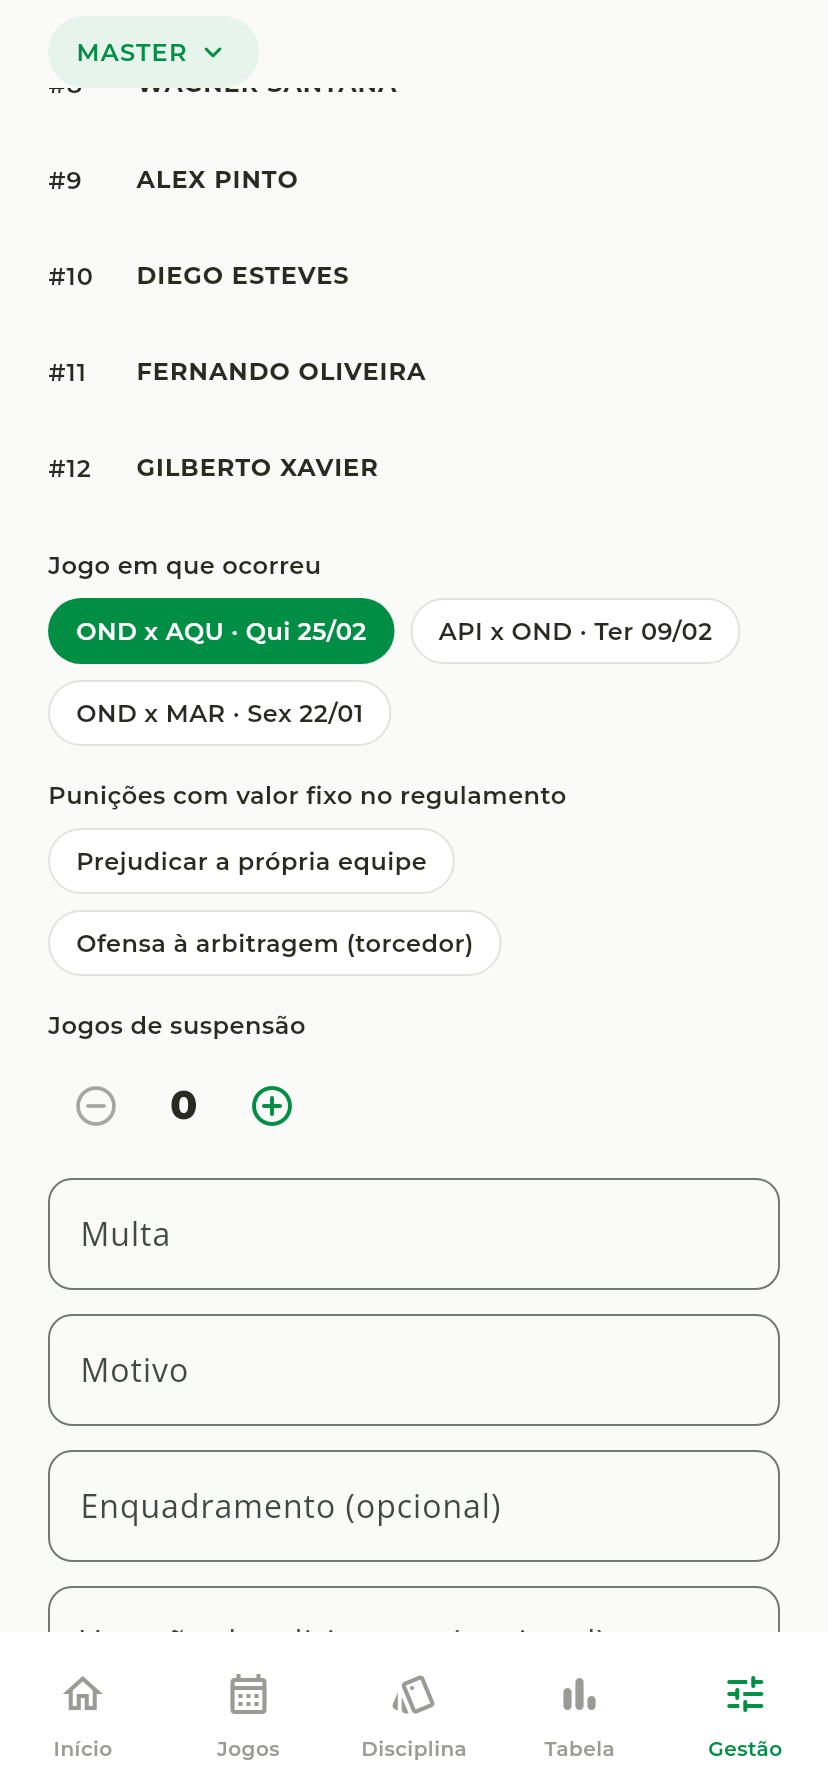 MASTER
#9 ALEX PINTO
#10 DIEGO ESTEVES
#11 FERNANDO OLIVEIRA
#12 GILBERTO XAVIER
Jogo em que ocorreu
OND x AQU · Qui 25/02 API x OND · Ter 09/02
OND x MAR · Sex 22/01
Punições com valor fixo no regulamento
Prejudicar a própria equipe
Ofensa à arbitragem (torcedor)
Jogos de suspensão
0
Multa
Motivo
Enquadramento (opcional)
Início Jogos Disciplina Tabela Gestão